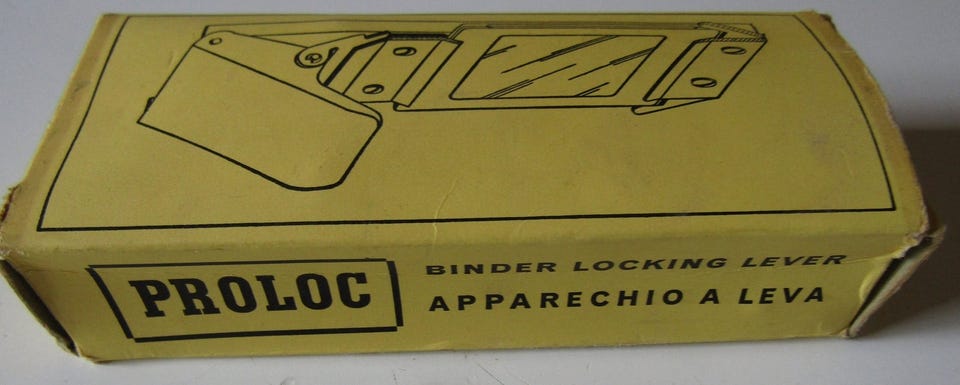 PROLOC
BINDER LOCKING LEVER
APPARECHIO A LEVA